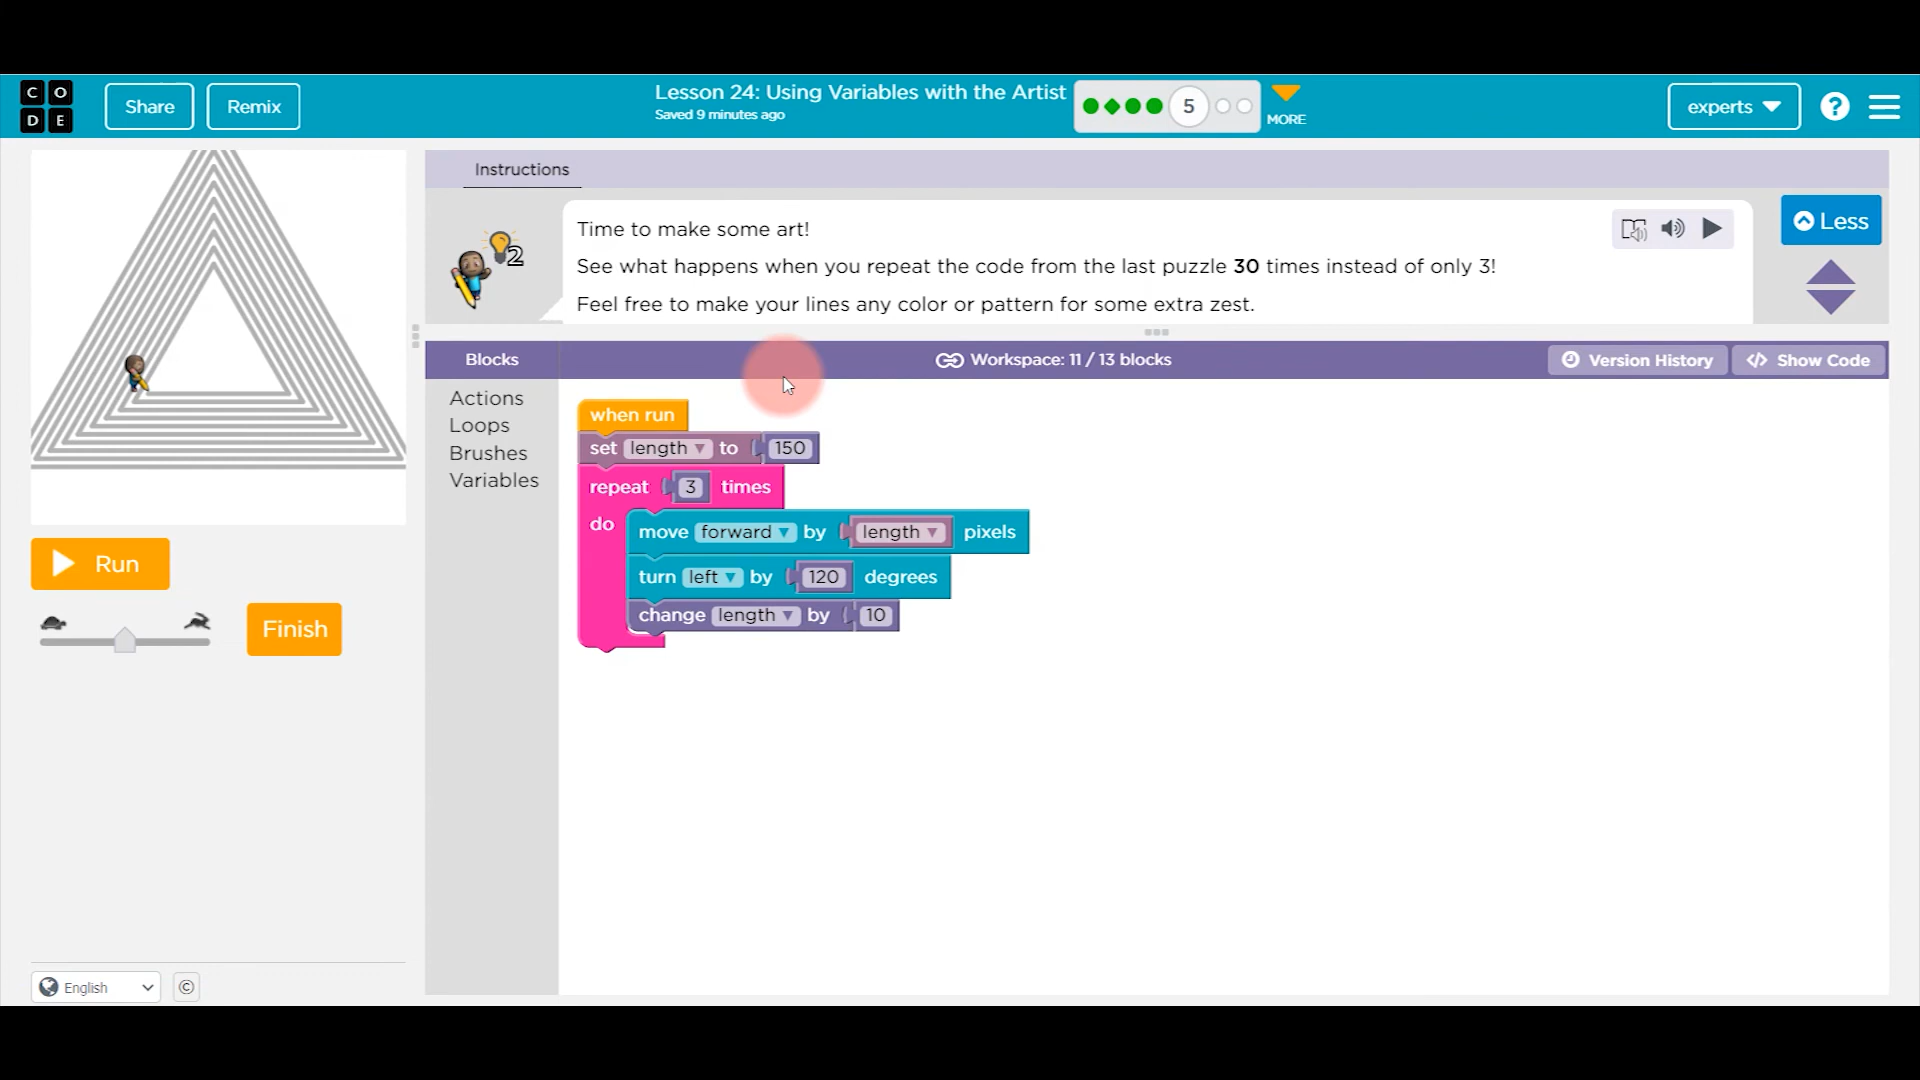 C O
D E
Share
Remix
Lesson 24: Using Variables with the Artist
Saved 9 minutes ago
5
MORE
experts
?
Instructions
2
Time to make some art!
See what happens when you repeat the code from the last puzzle 30 times instead of only 3!
Feel free to make your lines any color or pattern for some extra zest.
Less
Blocks
Workspace: 11 / 13 blocks
Version History
Show Code
Actions
Loops
Brushes
Variables
when run
set length to 150
repeat 3 times
do
move forward by length pixels
turn left by 120 degrees
change length by 10
Run
Finish
English
©